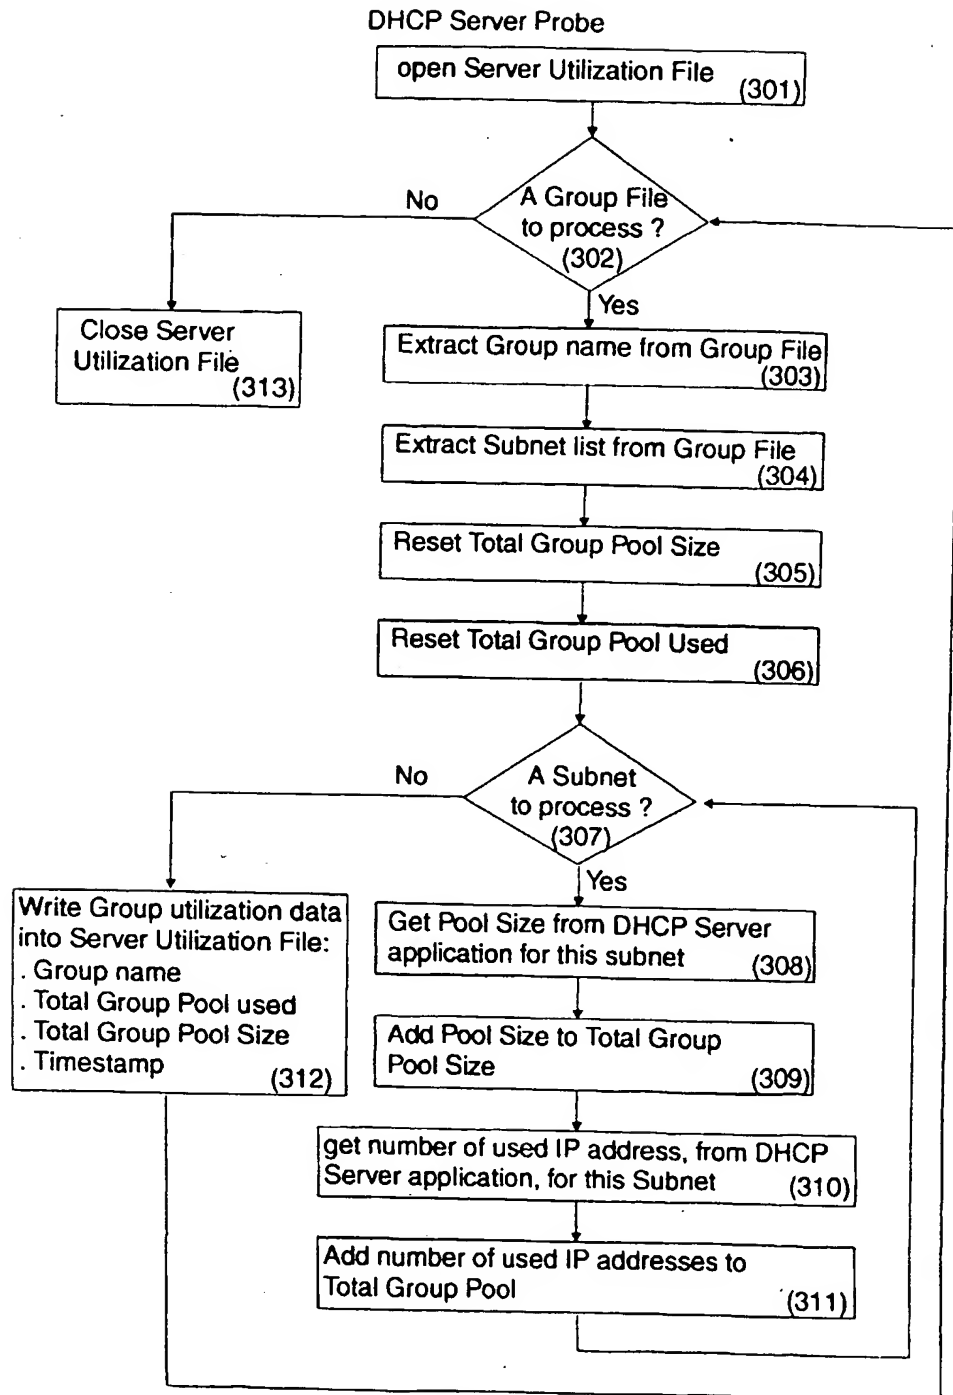 DHCP Server Probe
open Server Utilization File
(301)
No
A Group File
to process ?
(302)
Yes
Close Server
Utilization File
(313)
Extract Group name from Group File
(303)
Extract Subnet list from Group File
(304)
Reset Total Group Pool Size
(305)
Reset Total Group Pool Used
(306)
No
A Subnet
to process ?
(307)
Yes
Write Group utilization data
into Server Utilization File:
. Group name
. Total Group Pool used
. Total Group Pool Size
. Timestamp
(312)
Get Pool Size from DHCP Server
application for this subnet
(308)
Add Pool Size to Total Group
Pool Size
(309)
get number of used IP address, from DHCP
Server application, for this Subnet
(310)
Add number of used IP addresses to
Total Group Pool
(311)